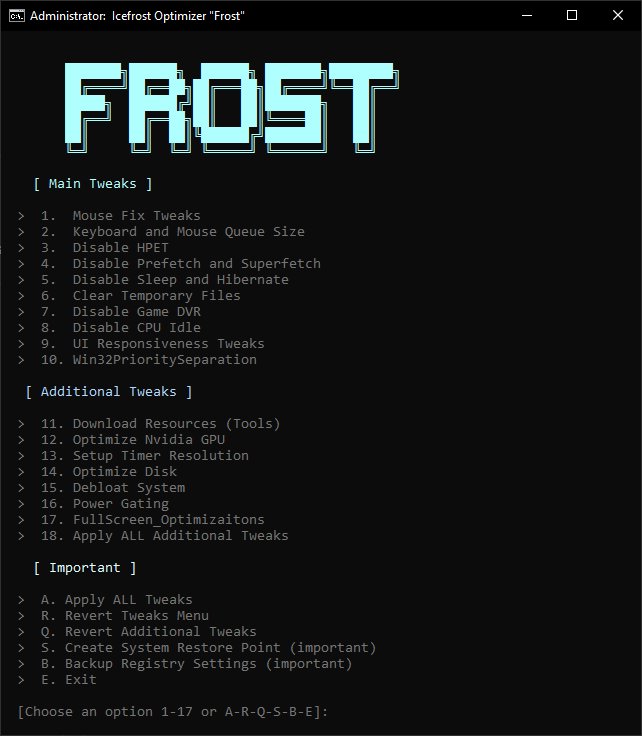 Administrator: Icefrost Optimizer "Frost"
FROST
[ Main Tweaks ]
> 1. Mouse Fix Tweaks
> 2. Keyboard and Mouse Queue Size
> 3. Disable HPET
> 4. Disable Prefetch and Superfetch
> 5. Disable Sleep and Hibernate
> 6. Clear Temporary Files
> 7. Disable Game DVR
> 8. Disable CPU Idle
> 9. UI Responsiveness Tweaks
> 10. Win32PrioritySeparation
[ Additional Tweaks ]
> 11. Download Resources (Tools)
> 12. Optimize Nvidia GPU
> 13. Setup Timer Resolution
> 14. Optimize Disk
> 15. Debloat System
> 16. Power Gating
> 17. FullScreen_Optimizaitons
> 18. Apply ALL Additional Tweaks
[ Important ]
> A. Apply ALL Tweaks
> R. Revert Tweaks Menu
> Q. Revert Additional Tweaks
> S. Create System Restore Point (important)
> B. Backup Registry Settings (important)
> E. Exit
[Choose an option 1-17 or A-R-Q-S-B-E]: